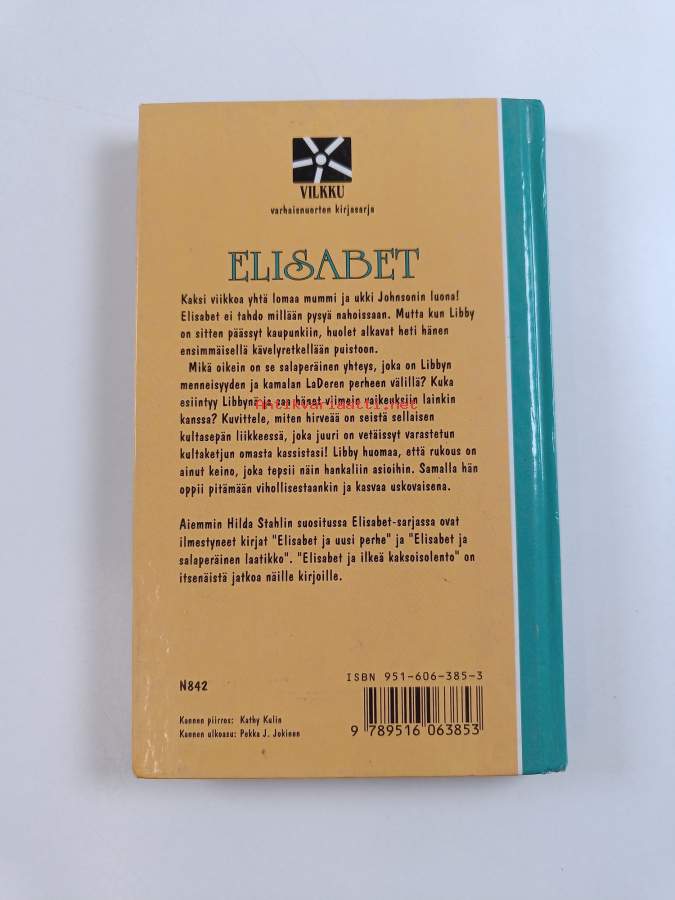 VILKKU
varhaisnuorten kirjasarja
ELISABET
Kaksi viikkoa yhtä lomaa mummi ja ukki Johnsonin luona!
Elisabet ei tahdo millään pysyä nahoissaan. Mutta kun Libby
on sitten päässyt kaupunkiin, huolet alkavat heti hänen
ensimmäisellä kävelyretkellään puistoon.
Mikä oikein on se salaperäinen yhteys, joka on Libbyn
menneisyyden ja kamalan LaDeren perheen välillä? Kuka
esiintyy Libbynä ja saa hänet viimein vaikeuksiin lainkin
Antikvariaatti.net
kanssa? Kuvittele, miten hirveää on seistä sellaisen
kultasepän liikkeessä, joka juuri on vetäissyt varastetun
kultaketjun omasta kassistasi! Libby huomaa, että rukous on
ainut keino, joka tepsii näin hankaliin asioihin. Samalla hän
oppii pitämään vihollisestaankin ja kasvaa uskovaisena.
Aiemmin Hilda Stahlin suositussa Elisabet-sarjassa ovat
ilmestyneet kirjat "Elisabet ja uusi perhe" ja "Elisabet ja
salaperäinen laatikko". "Elisabet ja ilkeä kaksoisolento" on
itsenäistä jatkoa näille kirjoille.
N842
ISBN 951-606-385-3
Kannen piirros: Kathy Kulin
Kannen ulkoasu: Pekka J. Jokinen
9 789516 063853